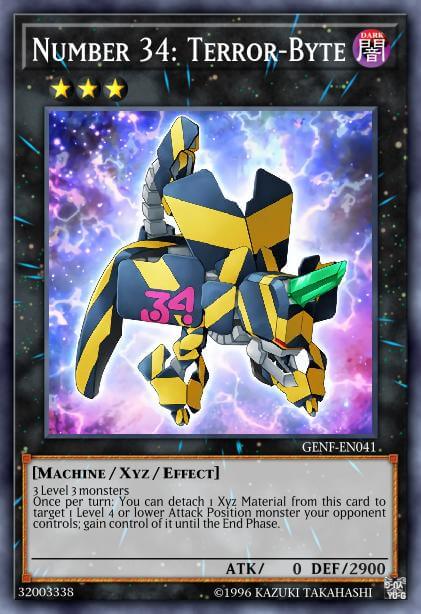 NUMBER 34: TERROR-BYTE
DARK
闇
34
GENF-EN041
[MACHINE / XYZ / EFFECT]
3 Level 3 monsters
Once per turn: You can detach 1 Xyz Material from this card to
target 1 Level 4 or lower Attack Position monster your opponent
controls; gain control of it until the End Phase.
ATK/ 0 DEF/2900
32003338
©1996 KAZUKI TAKAHASHI